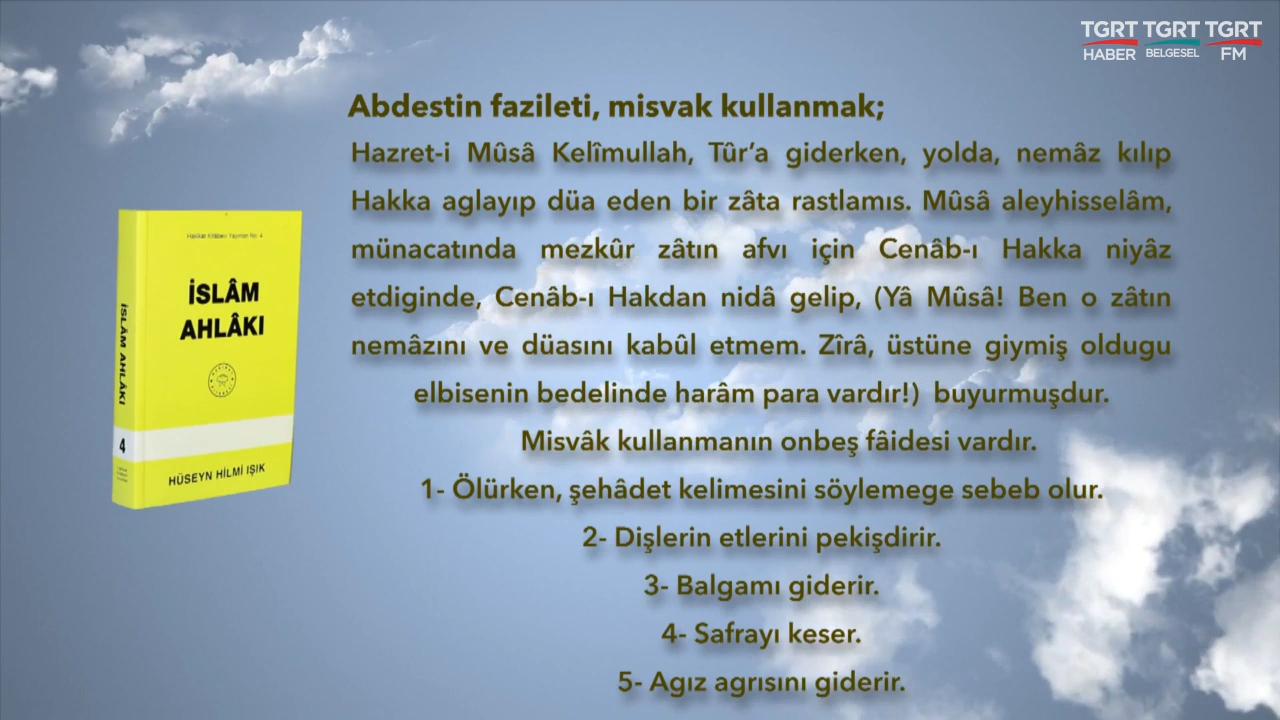 TGRT TGRT TGRT
HABER BELGESEL FM
Abdestin fazileti, misvak kullanmak;
Hazret-i Mûsâ Kelîmullah, Tûr’a giderken, yolda, nemâz kılıp
Hakka aglayıp düa eden bir zâta rastlamıs. Mûsâ aleyhisselâm,
münacatında mezkûr zâtın afvı için Cenâb-ı Hakka niyâz
etdiginde, Cenâb-ı Hakdan nidâ gelip, (Yâ Mûsâ! Ben o zâtın
nemâzını ve düasını kabûl etmem. Zîrâ, üstüne giymiş oldugu
elbisenin bedelinde harâm para vardır!) buyurmuşdur.
Misvâk kullanmanın onbeş fâidesi vardır.
1- Ölürken, şehâdet kelimesini söylemege sebeb olur.
2- Dişlerin etlerini pekişdirir.
3- Balgamı giderir.
4- Safrayı keser.
5- Agız agrısını giderir.
Hakîkat Kitâbevi Yayınları No: 4
İSLÂM
AHLÂKI
HÜSEYN HİLMİ IŞIK
İSLÂM AHLÂKI
4